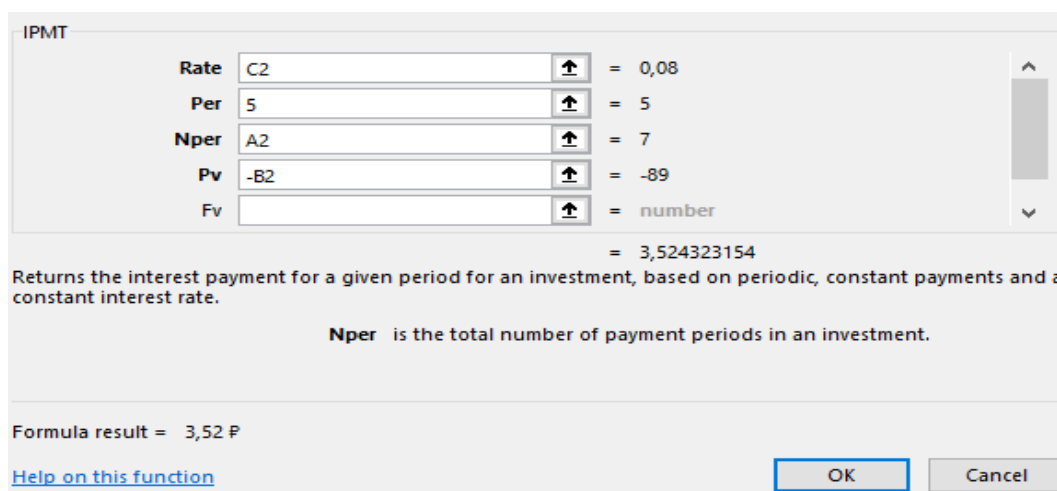 IPMT
Rate C2 = 0,08
Per 5 = 5
Nper A2 = 7
Pv -B2 = -89
Fv = number
= 3,524323154
Returns the interest payment for a given period for an investment, based on periodic, constant payments and a
constant interest rate.
Nper is the total number of payment periods in an investment.
Formula result = 3,52 ₽
Help on this function OK Cancel